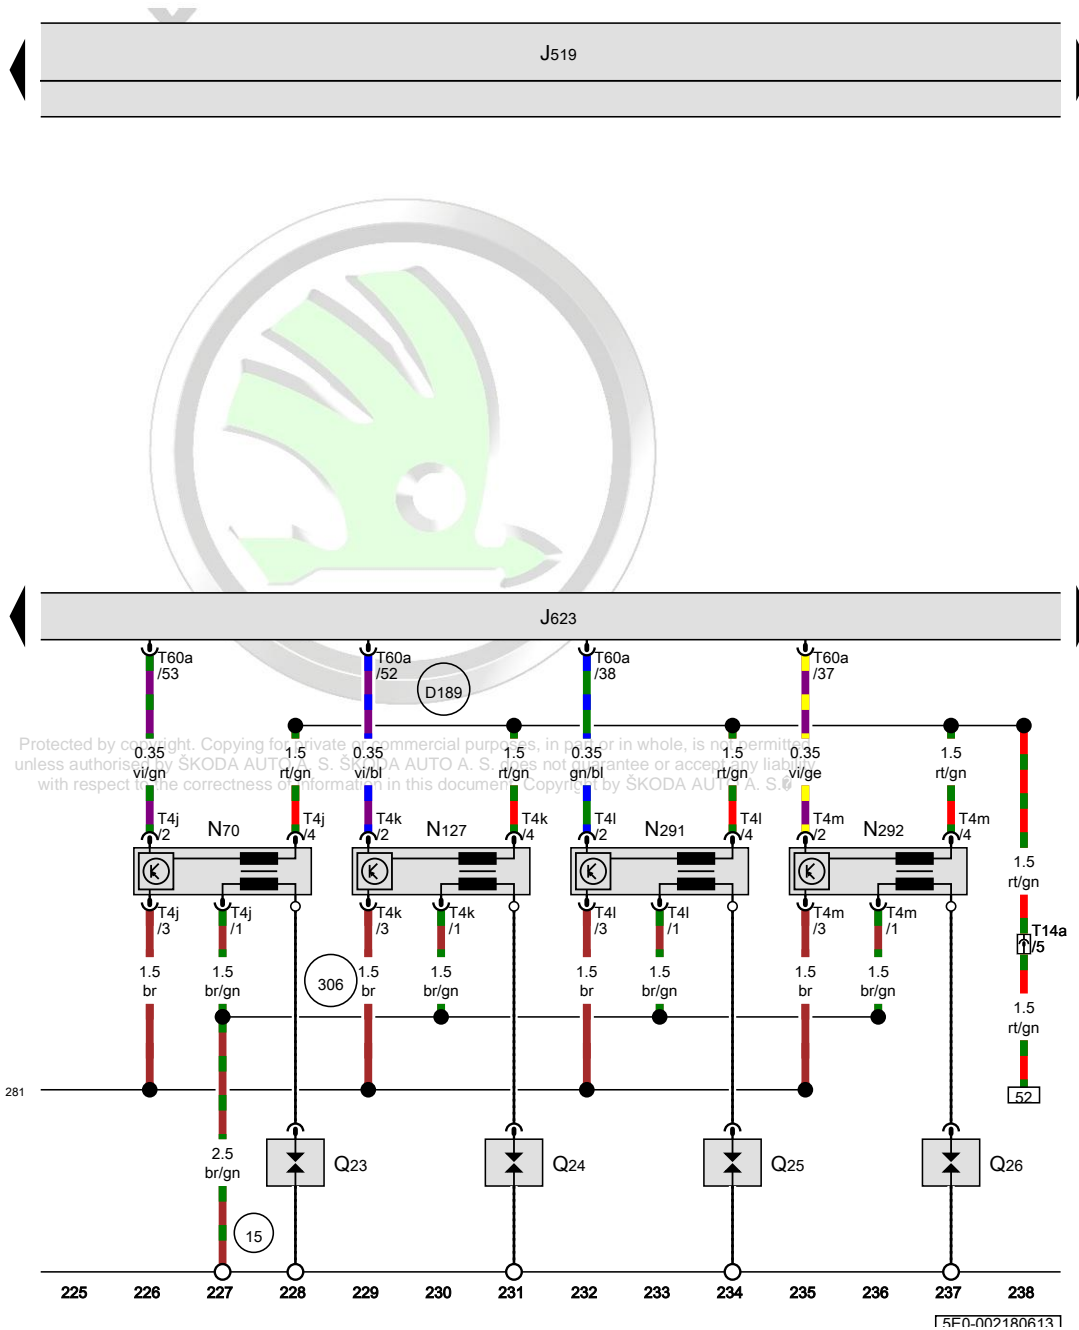 J519
J623
T60a
/53
T60a
/52
T60a
/38
T60a
/37
D189
Protected by copyright. Copying for private or commercial purposes, in part or in whole, is not permitted
unless authorised by ŠKODA AUTO A. S. ŠKODA AUTO A. S. does not guarantee or accept any liability
with respect to the correctness of information in this document. Copyright by ŠKODA AUTO A. S.
0.35
vi/gn
1.5
rt/gn
0.35
vi/bl
1.5
rt/gn
0.35
gn/bl
1.5
rt/gn
0.35
vi/ge
1.5
rt/gn
T4j
/2
N70
T4j
/4
T4k
/2
N127
T4k
/4
T4l
/2
N291
T4l
/4
T4m
/2
N292
T4m
/4
1.5
rt/gn
T4j
/3
T4j
/1
T4k
/3
T4k
/1
T4l
/3
T4l
/1
T4m
/3
T4m
/1
T14a
/5
1.5
br
1.5
br/gn
306
1.5
br
1.5
br/gn
1.5
br
1.5
br/gn
1.5
br
1.5
br/gn
1.5
rt/gn
281
52
2.5
br/gn
Q23
Q24
Q25
Q26
15
225 226 227 228 229 230 231 232 233 234 235 236 237 238
5E0-002180613